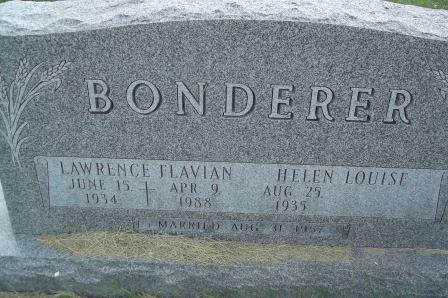 BONDERER
LAWRENCE FLAVIAN HELEN LOUISE
JUNE 15 APR 9 AUG 25
1934 1988 1935
MARRIED AUG 31 1957